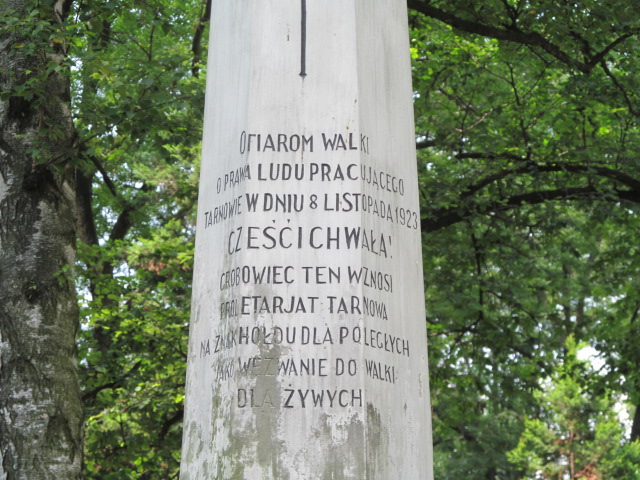 OFIAROM WALKI
O PRAWA LUDU PRACUJĄCEGO
TARNOWIE W DNIU 8 LISTOPADA 1923
CZEŚĆ I CHWAŁA!
GROBOWIEC TEN WZNOSI
PROLETARJAT TARNOWA
NA ZNAK HOŁDU DLA POLEGŁYCH
JAKO WEZWANIE DO WALKI
DLA ŻYWYCH